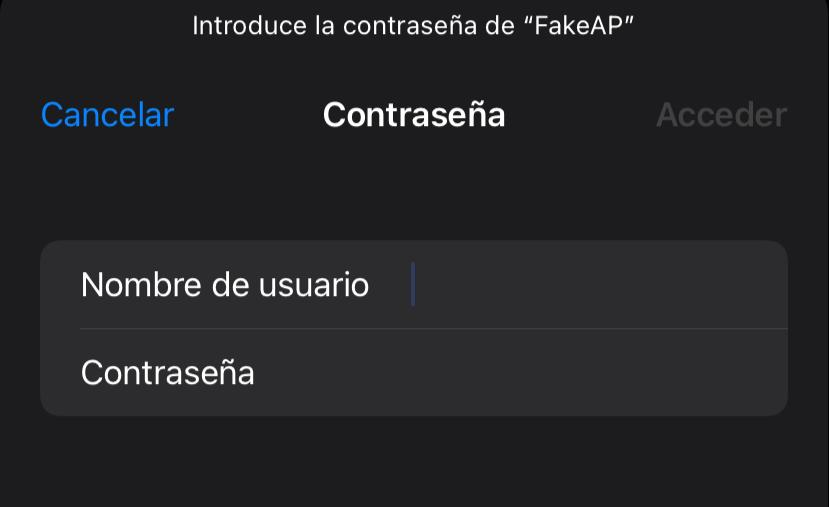 Introduce la contraseña de “FakeAP”
Cancelar Contraseña Acceder
Nombre de usuario
Contraseña